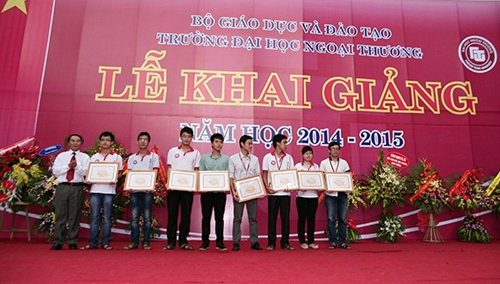 BỘ GIÁO DỤC VÀ ĐÀO TẠO
TRƯỜNG ĐẠI HỌC NGOẠI THƯƠNG
LỄ KHAI GIẢNG
NĂM HỌC 2014 - 2015